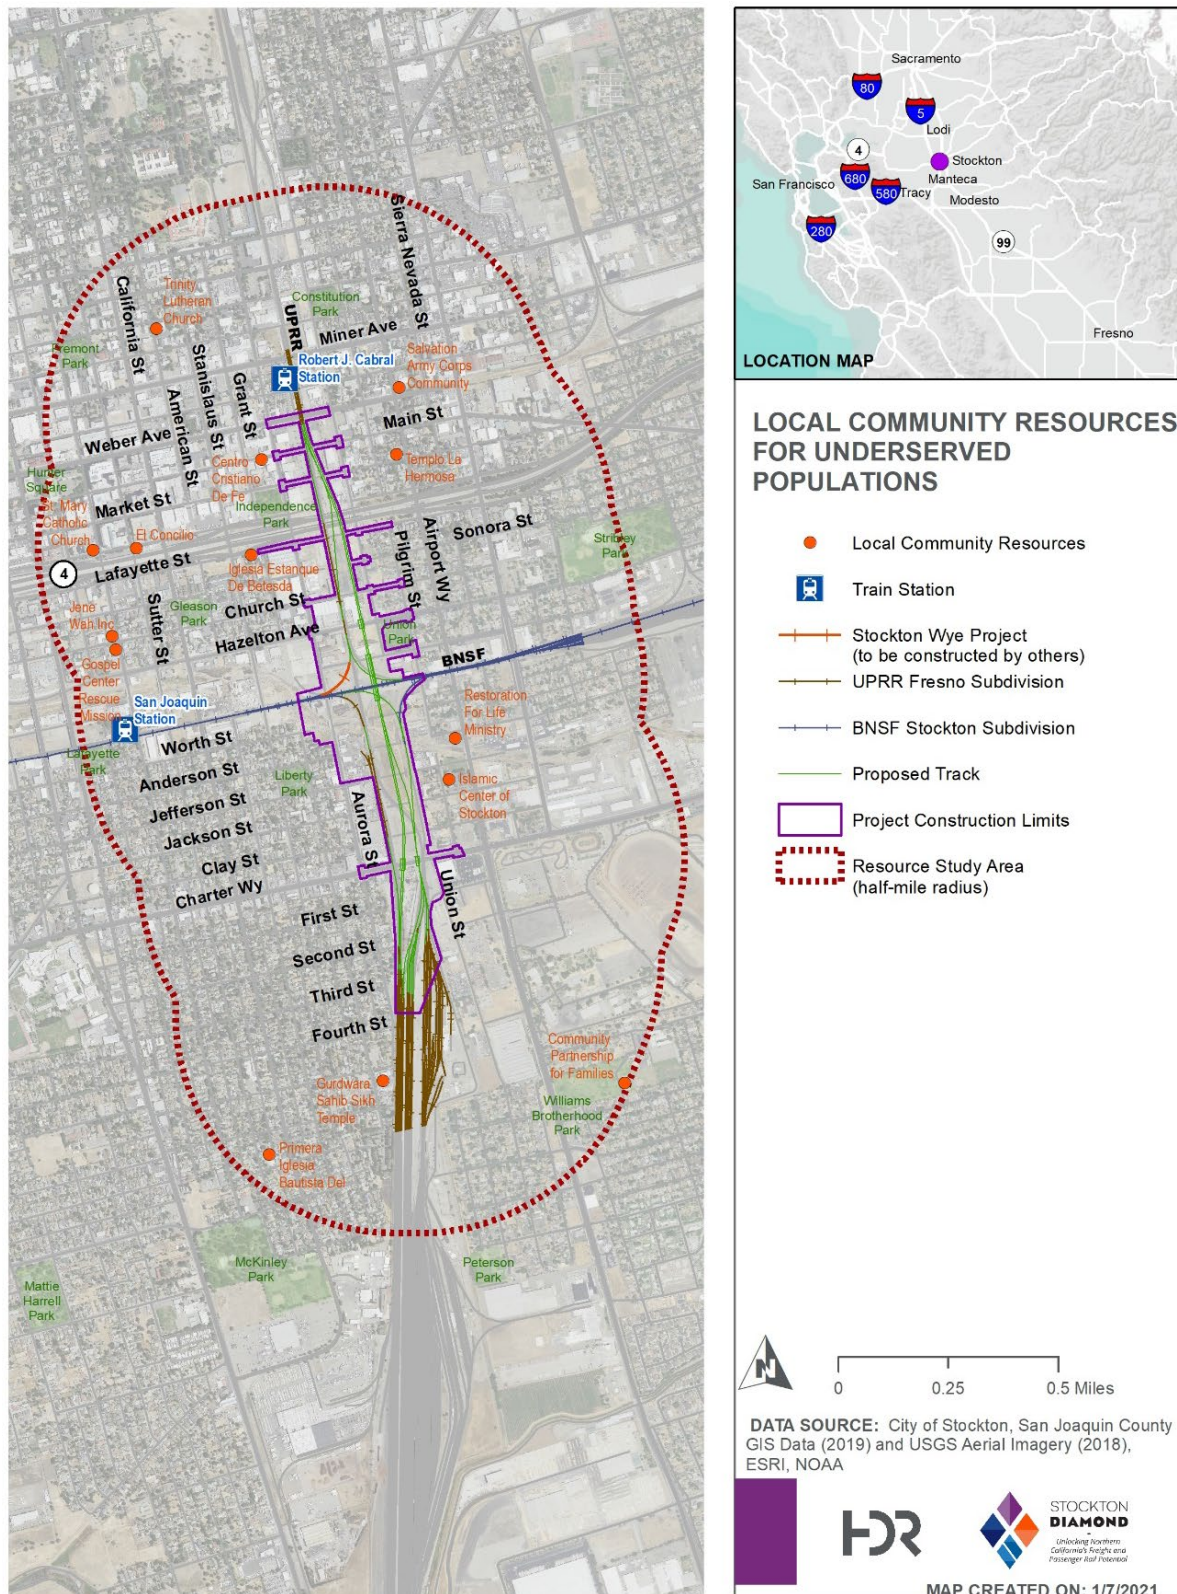 Sierra Nevada St
California St
Trinity
Lutheran
Church
Constitution
Park
UPRR
Miner Ave
Fremont
Park
Stanislaus St
Robert J. Cabral
Station
Salvation
Army Corps
Community
Grant St
American St
Main St
Weber Ave
Centro
Cristiano
De Fe
Templo La
Hermosa
Hunter
Square
Market St
Independence
Park
St. Mary
Catholic
Church
El Concilio
Airport Wy
Sonora St
Pilgrim St
Stribley
Park
4
Lafayette St
Iglesia Estanque
De Betesda
Jene
Wah Inc
Sutter St
Gleason
Park
Church St
Hazelton Ave
Union
Park
BNSF
Gospel
Center
Rescue
Mission
San Joaquin
Station
Restoration
For Life
Ministry
Lafayette
Park
Worth St
Anderson St
Liberty
Park
Islamic
Center of
Stockton
Jefferson St
Aurora St
Jackson St
Clay St
Charter Wy
Union St
First St
Second St
Third St
Fourth St
Community
Partnership
for Families
Gurdwara
Sahib Sikh
Temple
Williams
Brotherhood
Park
Primera
Iglesia
Bautista Del
McKinley
Park
Peterson
Park
Mattie
Harrell
Park
Sacramento
80
5
Lodi
4
Stockton
680
Manteca
San Francisco
580
Tracy
Modesto
280
99
Fresno
LOCATION MAP
LOCAL COMMUNITY RESOURCES
FOR UNDERSERVED
POPULATIONS
Local Community Resources
Train Station
Stockton Wye Project
(to be constructed by others)
UPRR Fresno Subdivision
BNSF Stockton Subdivision
Proposed Track
Project Construction Limits
Resource Study Area
(half-mile radius)
N
0 0.25 0.5 Miles
DATA SOURCE: City of Stockton, San Joaquin County
GIS Data (2019) and USGS Aerial Imagery (2018),
ESRI, NOAA
HDR
STOCKTON
DIAMOND
Unlocking Northern
California's Freight and
Passenger Rail Potential
MAP CREATED ON: 1/7/2021